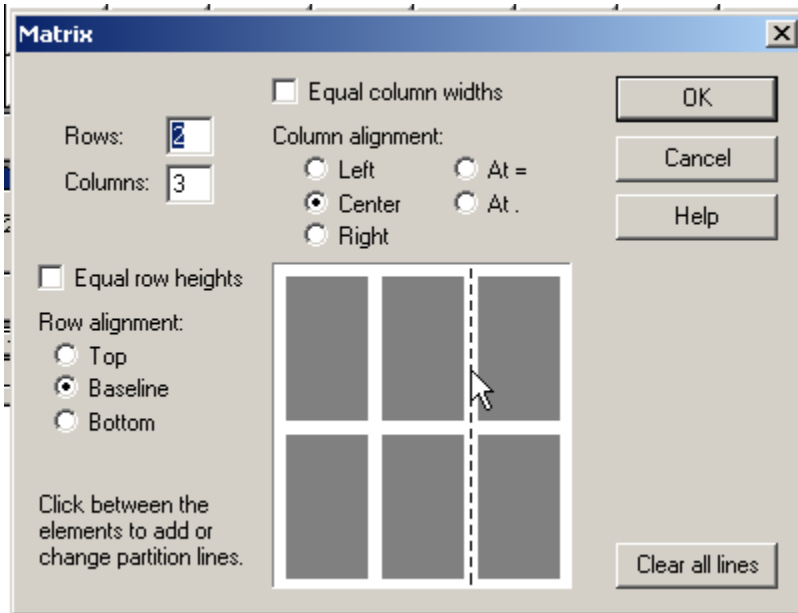 Matrix
Equal column widths
OK
Rows: 2
Column alignment:
Cancel
Columns: 3
Left
At =
Center
At .
Help
Right
Equal row heights
Row alignment:
Top
Baseline
Bottom
Click between the
elements to add or
change partition lines.
Clear all lines